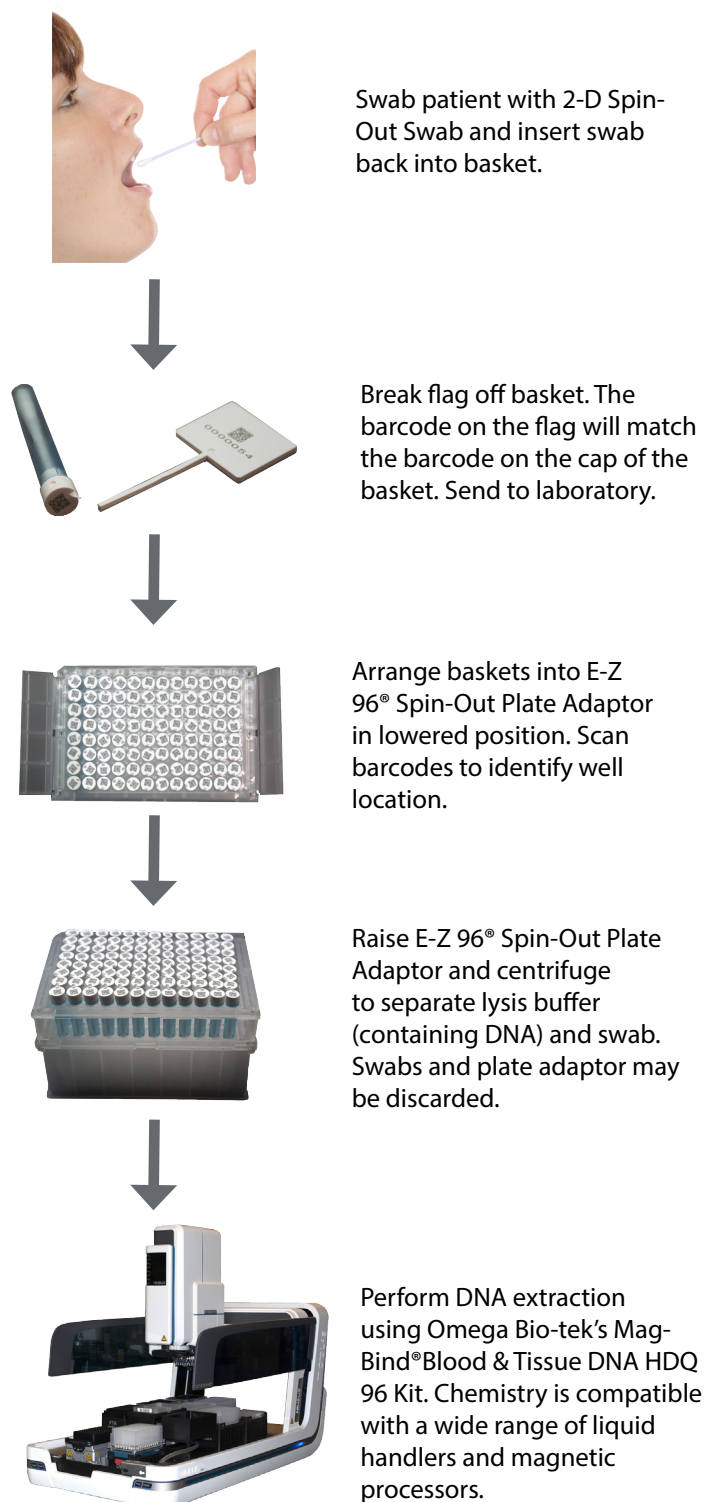 Swab patient with 2-D Spin-
Out Swab and insert swab
back into basket.
Break flag off basket. The
barcode on the flag will match
the barcode on the cap of the
basket. Send to laboratory.
0000054
Arrange baskets into E-Z
96® Spin-Out Plate Adaptor
in lowered position. Scan
barcodes to identify well
location.
Raise E-Z 96® Spin-Out Plate
Adaptor and centrifuge
to separate lysis buffer
(containing DNA) and swab.
Swabs and plate adaptor may
be discarded.
Perform DNA extraction
using Omega Bio-tek’s Mag-
Bind®Blood & Tissue DNA HDQ
96 Kit. Chemistry is compatible
with a wide range of liquid
handlers and magnetic
processors.